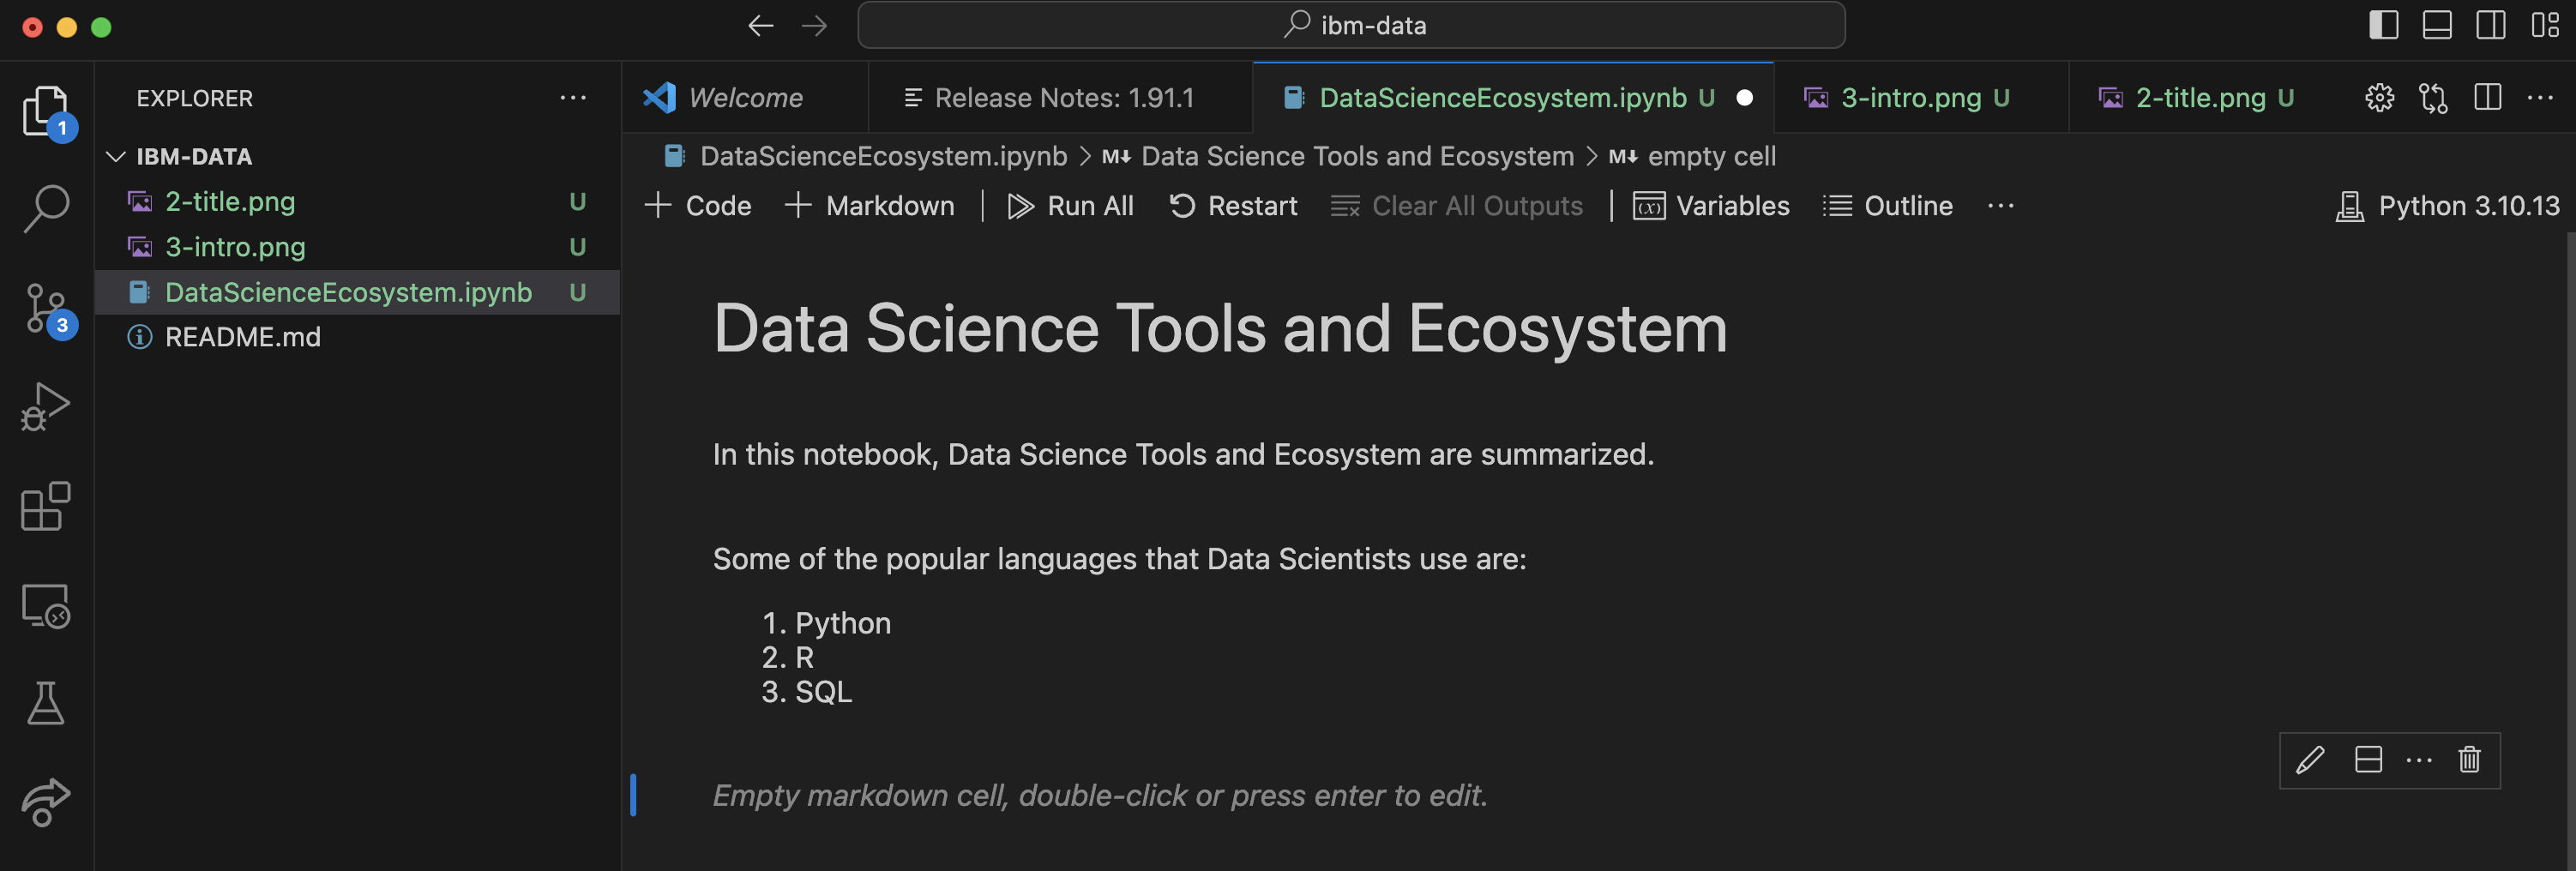 ibm-data
EXPLORER
Welcome
Release Notes: 1.91.1
DataScienceEcosystem.ipynb U
3-intro.png U
2-title.png U
1
IBM-DATA
2-title.png U
3-intro.png U
DataScienceEcosystem.ipynb U
README.md
3
DataScienceEcosystem.ipynb > M↓ Data Science Tools and Ecosystem > M↓ empty cell
+ Code + Markdown | Run All Restart Clear All Outputs | (x) Variables Outline ... Python 3.10.13
Data Science Tools and Ecosystem
In this notebook, Data Science Tools and Ecosystem are summarized.
Some of the popular languages that Data Scientists use are:
1. Python
2. R
3. SQL
Empty markdown cell, double-click or press enter to edit.